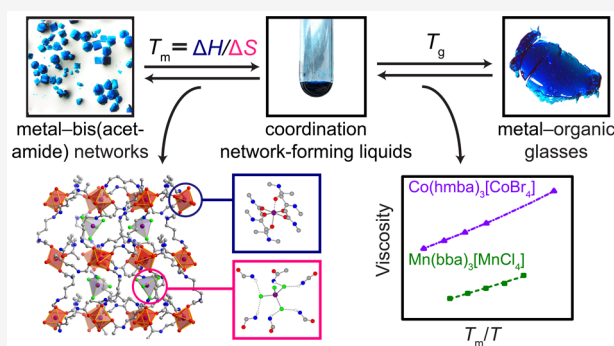 Tm = ΔH/ΔS
Tg
metal–bis(acet-
amide) networks
coordination
network-forming liquids
metal–organic
glasses
Co(hmba)3[CoBr4]
Mn(bba)3[MnCl4]
Viscosity
Tm/T